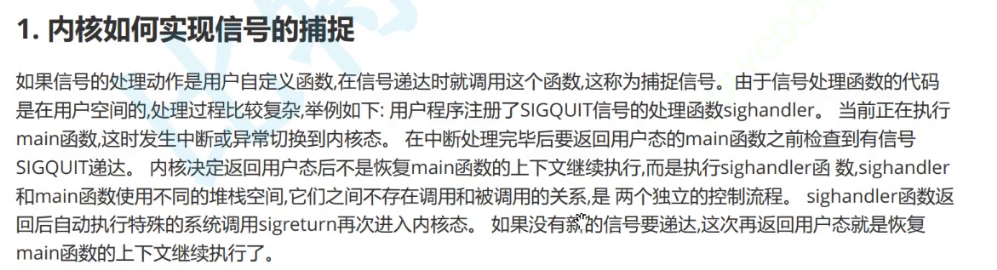 1. 内核如何实现信号的捕捉
如果信号的处理动作是用户自定义函数,在信号递达时就调用这个函数,这称为捕捉信号。由于信号处理函数的代码
是在用户空间的,处理过程比较复杂,举例如下: 用户程序注册了SIGQUIT信号的处理函数sighandler。 当前正在执行
main函数,这时发生中断或异常切换到内核态。 在中断处理完毕后要返回用户态的main函数之前检查到有信号
SIGQUIT递达。 内核决定返回用户态后不是恢复main函数的上下文继续执行,而是执行sighandler函 数,sighandler
和main函数使用不同的堆栈空间,它们之间不存在调用和被调用的关系,是 两个独立的控制流程。 sighandler函数返
回后自动执行特殊的系统调用sigreturn再次进入内核态。 如果没有新的信号要递达,这次再返回用户态就是恢复
main函数的上下文继续执行了。